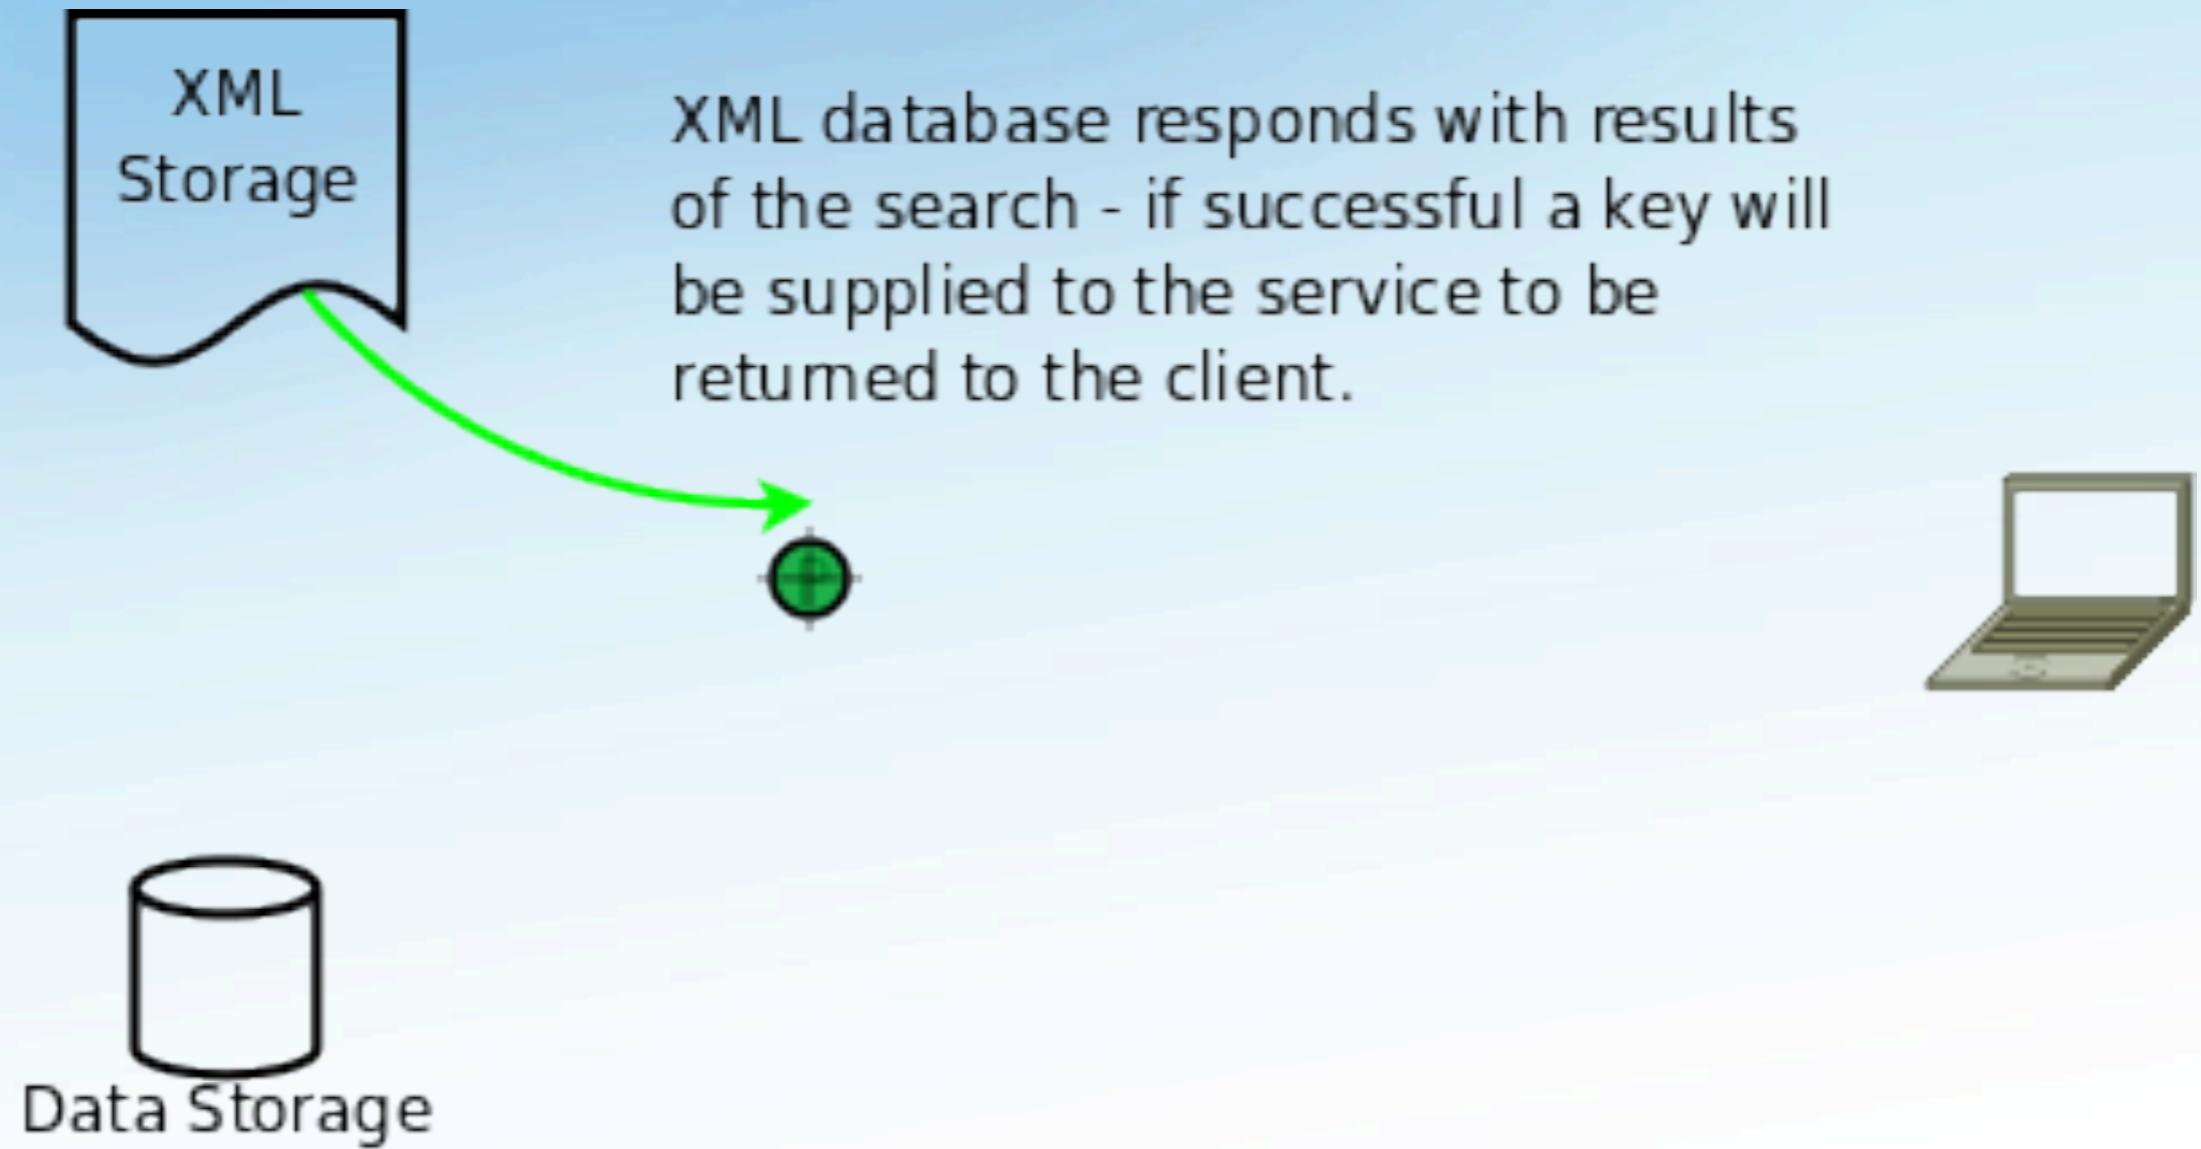 XML
Storage
XML database responds with results
of the search - if successful a key will
be supplied to the service to be
returned to the client.
Data Storage